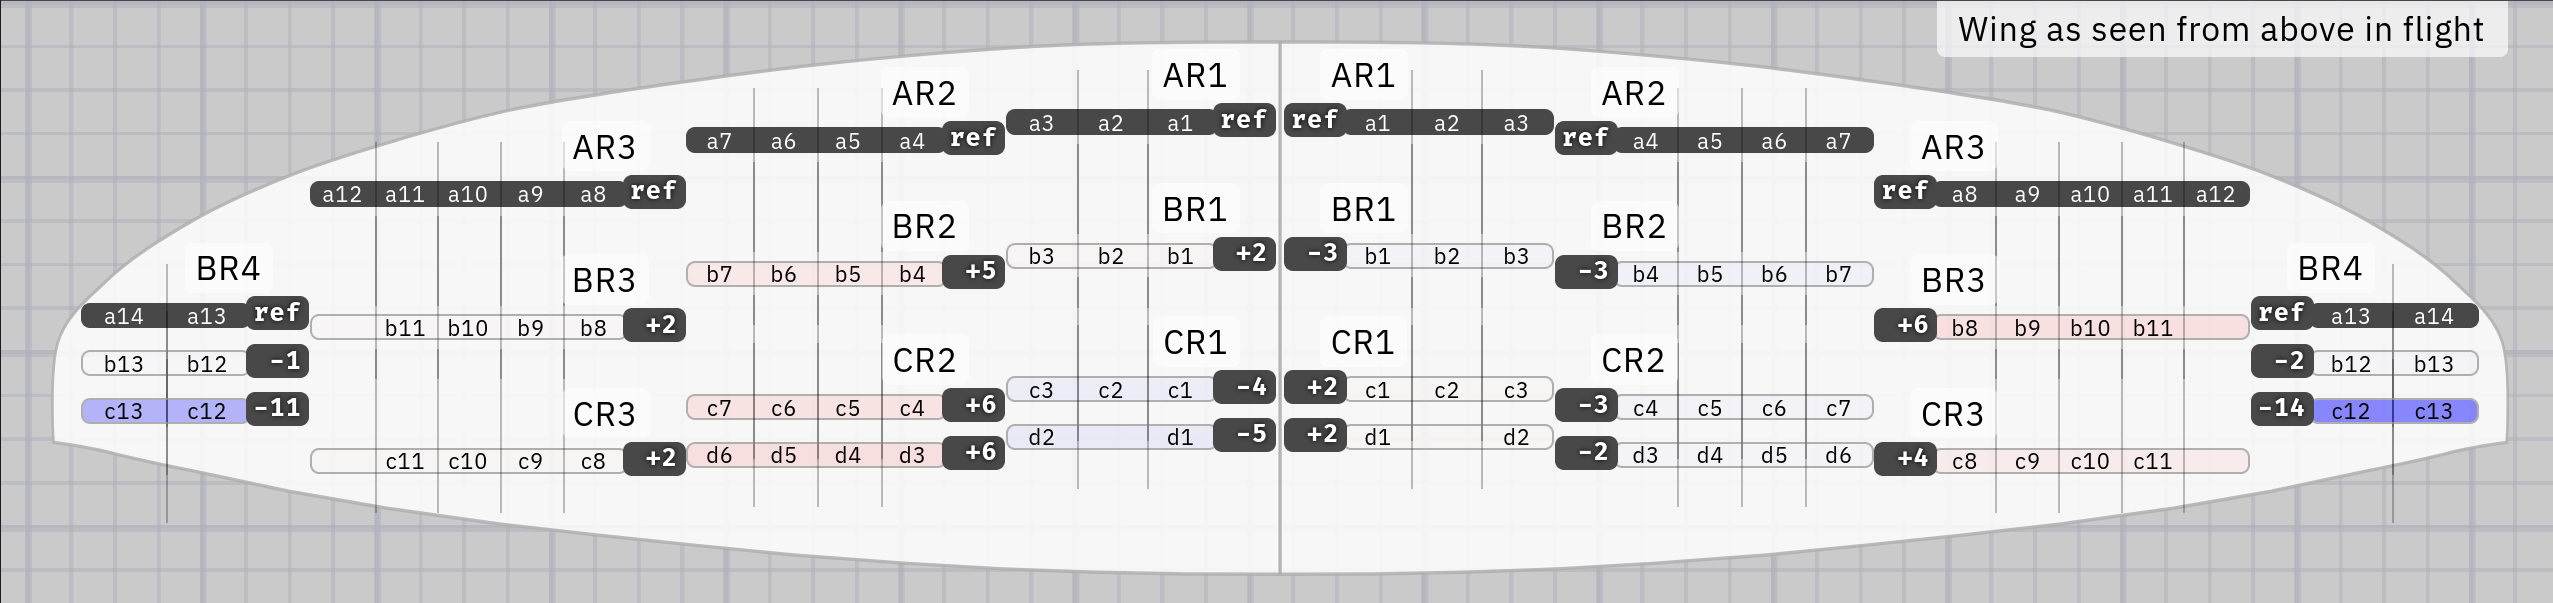 Wing as seen from above in flight
AR1 AR1
AR2 AR2
a3 a2 a1 ref ref a1 a2 a3
a7 a6 a5 a4 ref ref a4 a5 a6 a7
AR3 AR3
a12 a11 a10 a9 a8 ref ref a8 a9 a10 a11 a12
BR1 BR1
BR2 BR2
b3 b2 b1 +2 -3 b1 b2 b3
BR4 BR4
b7 b6 b5 b4 +5 -3 b4 b5 b6 b7
BR3 BR3
a14 a13 ref ref a13 a14
b11 b10 b9 b8 +2 +6 b8 b9 b10 b11
CR1 CR1
b13 b12 -1 -2 b12 b13
CR2 CR2
c3 c2 c1 -4 +2 c1 c2 c3
c13 c12 -11 -14 c12 c13
c7 c6 c5 c4 +6 -3 c4 c5 c6 c7
CR3 CR3
d2 d1 -5 +2 d1 d2
d6 d5 d4 d3 +6 -2 d3 d4 d5 d6
c11 c10 c9 c8 +2 +4 c8 c9 c10 c11